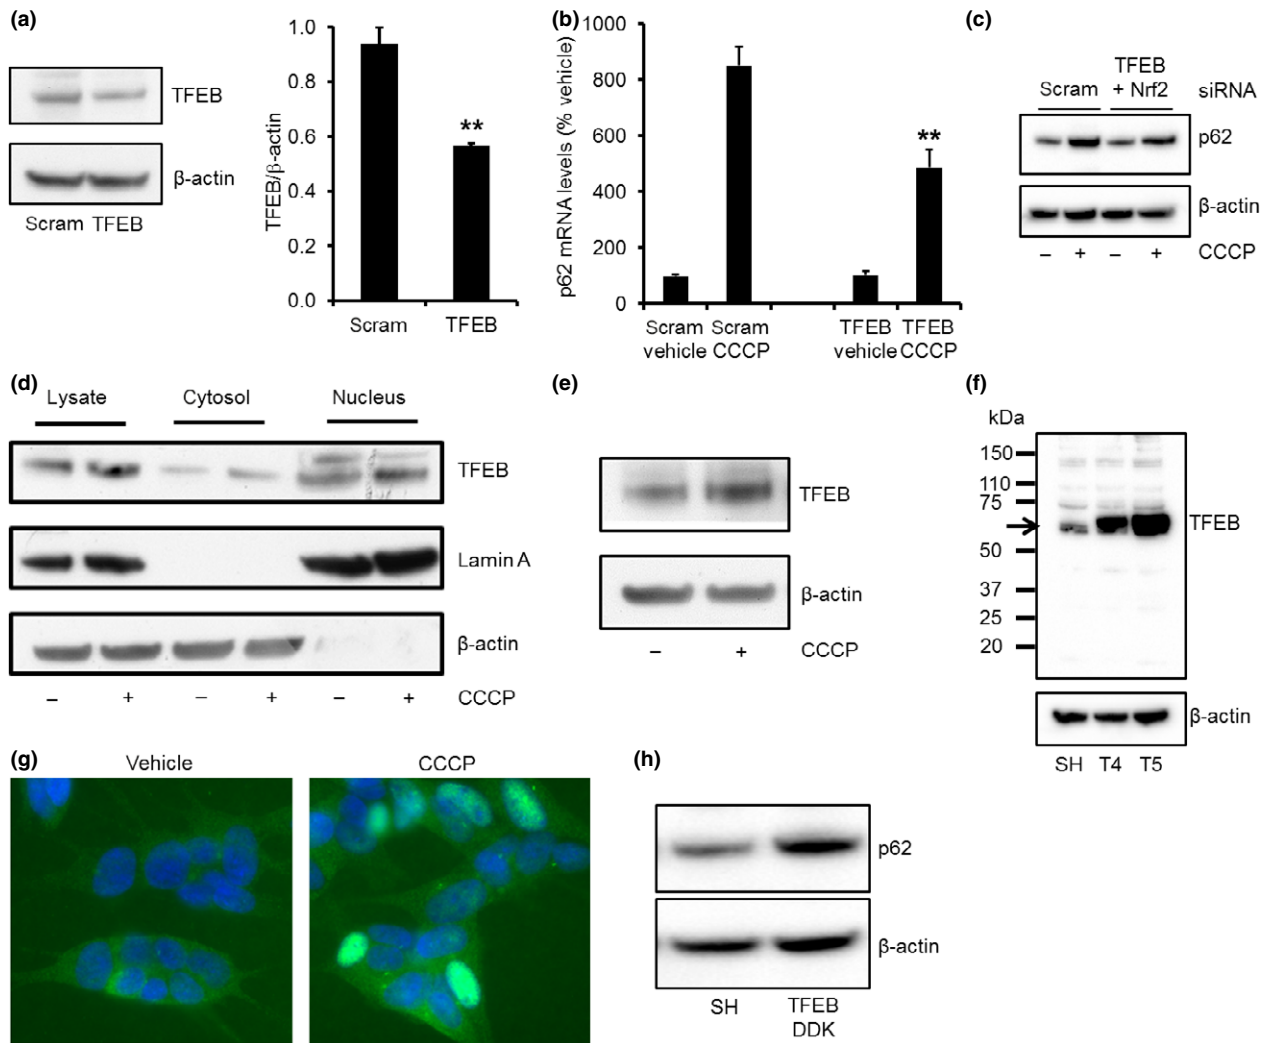 (a)
TFEB
β-actin
Scram TFEB
TFEB/β-actin
1.0
0.8
0.6
0.4
0.2
0.0
**
Scram
TFEB
(b)
p62 mRNA levels (% vehicle)
1000
800
600
400
200
0
**
Scram vehicle
Scram CCCP
TFEB vehicle
TFEB CCCP
(c)
Scram
TFEB + Nrf2
siRNA
p62
β-actin
– + – + CCCP
(d)
Lysate Cytosol Nucleus
TFEB
Lamin A
β-actin
– + – + – + CCCP
(e)
TFEB
β-actin
– + CCCP
(f)
kDa
150
110
75
50
37
25
20
TFEB
β-actin
SH T4 T5
(g)
Vehicle
CCCP
(h)
p62
β-actin
SH
TFEB
DDK